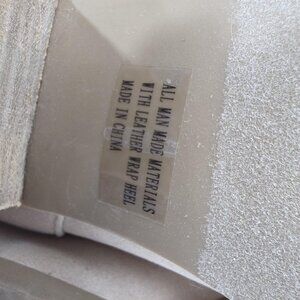 ALL MAN MADE MATERIALS
WITH LEATHER WRAP HEEL
MADE IN CHINA